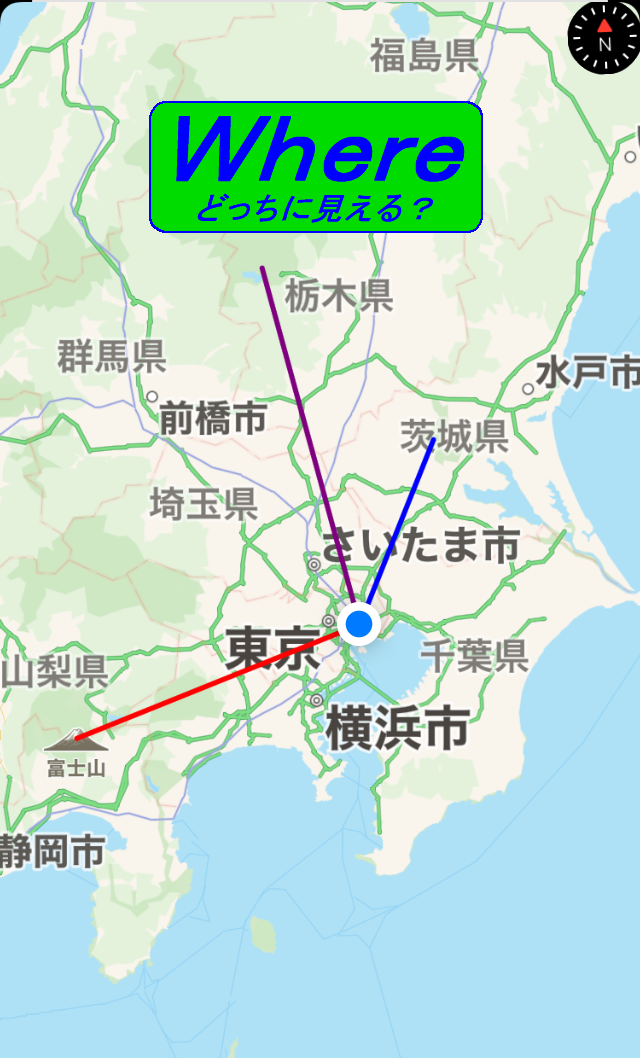 福島県
N
Where
どっちに見える？
栃木県
群馬県
水戸市
前橋市
茨城県
埼玉県
さいたま市
東京
千葉県
山梨県
横浜市
富士山
静岡市